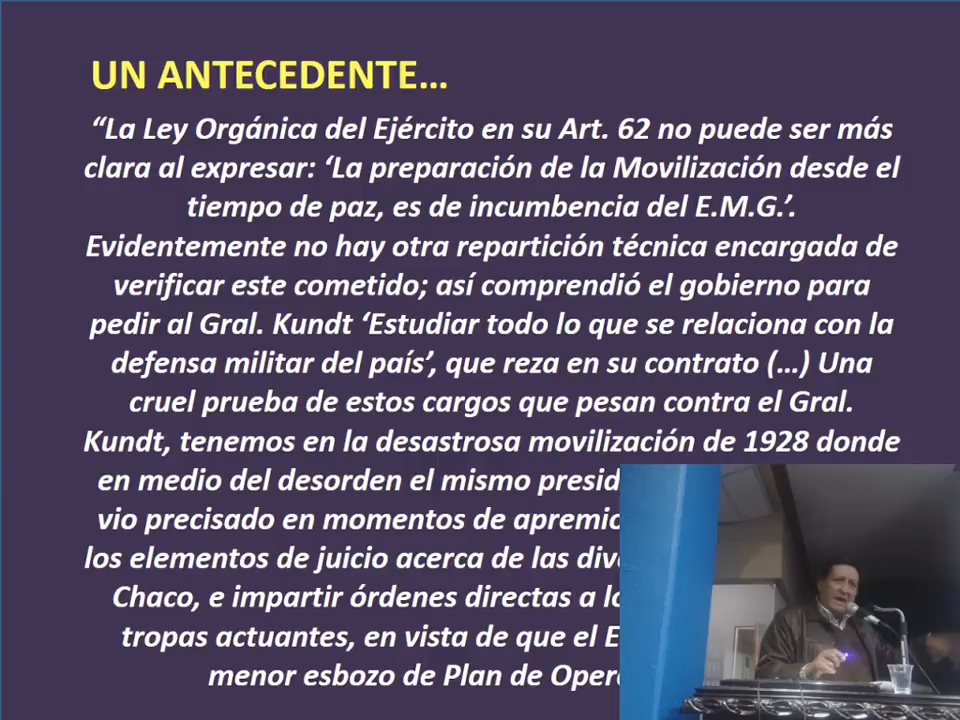 UN ANTECEDENTE...
“La Ley Orgánica del Ejército en su Art. 62 no puede ser más
clara al expresar: ‘La preparación de la Movilización desde el
tiempo de paz, es de incumbencia del E.M.G.’.
Evidentemente no hay otra repartición técnica encargada de
verificar este cometido; así comprendió el gobierno para
pedir al Gral. Kundt ‘Estudiar todo lo que se relaciona con la
defensa militar del país’, que reza en su contrato (...) Una
cruel prueba de estos cargos que pesan contra el Gral.
Kundt, tenemos en la desastrosa movilización de 1928 donde
en medio del desorden el mismo
vio precisado en momentos de
los elementos de juicio acerca de las
Chaco, e impartir órdenes directas a
tropas actuantes, en vista de que el
menor esbozo de Plan de